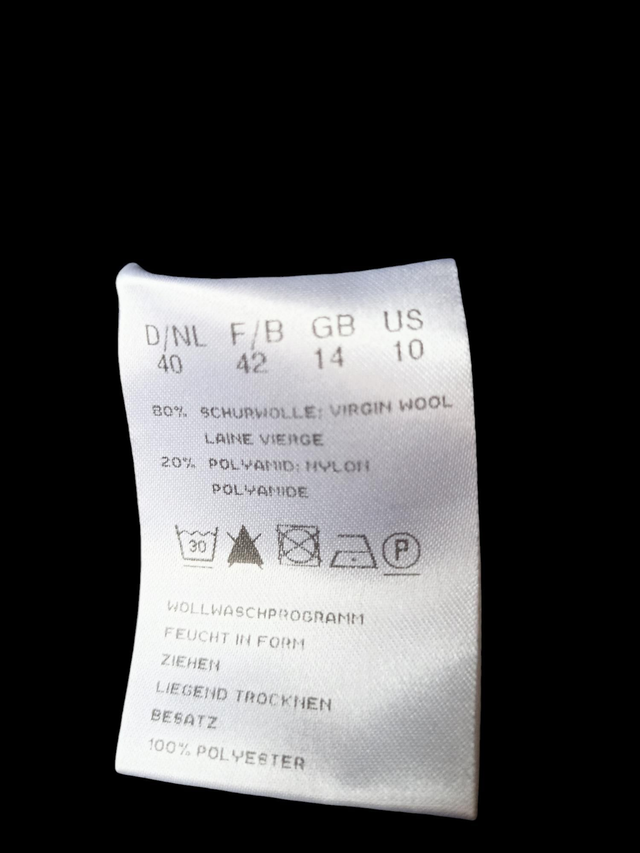 D/NL F/B GB US
40 42 14 10
80% SCHURWOLLE: VIRGIN WOOL
LAINE VIERGE
20% POLYAMID: NYLON
POLYAMIDE
30 P
WOLLWASCHPROGRAMM
FEUCHT IN FORM
ZIEHEN
LIEGEND TROCKNEN
BESATZ
100% POLYESTER